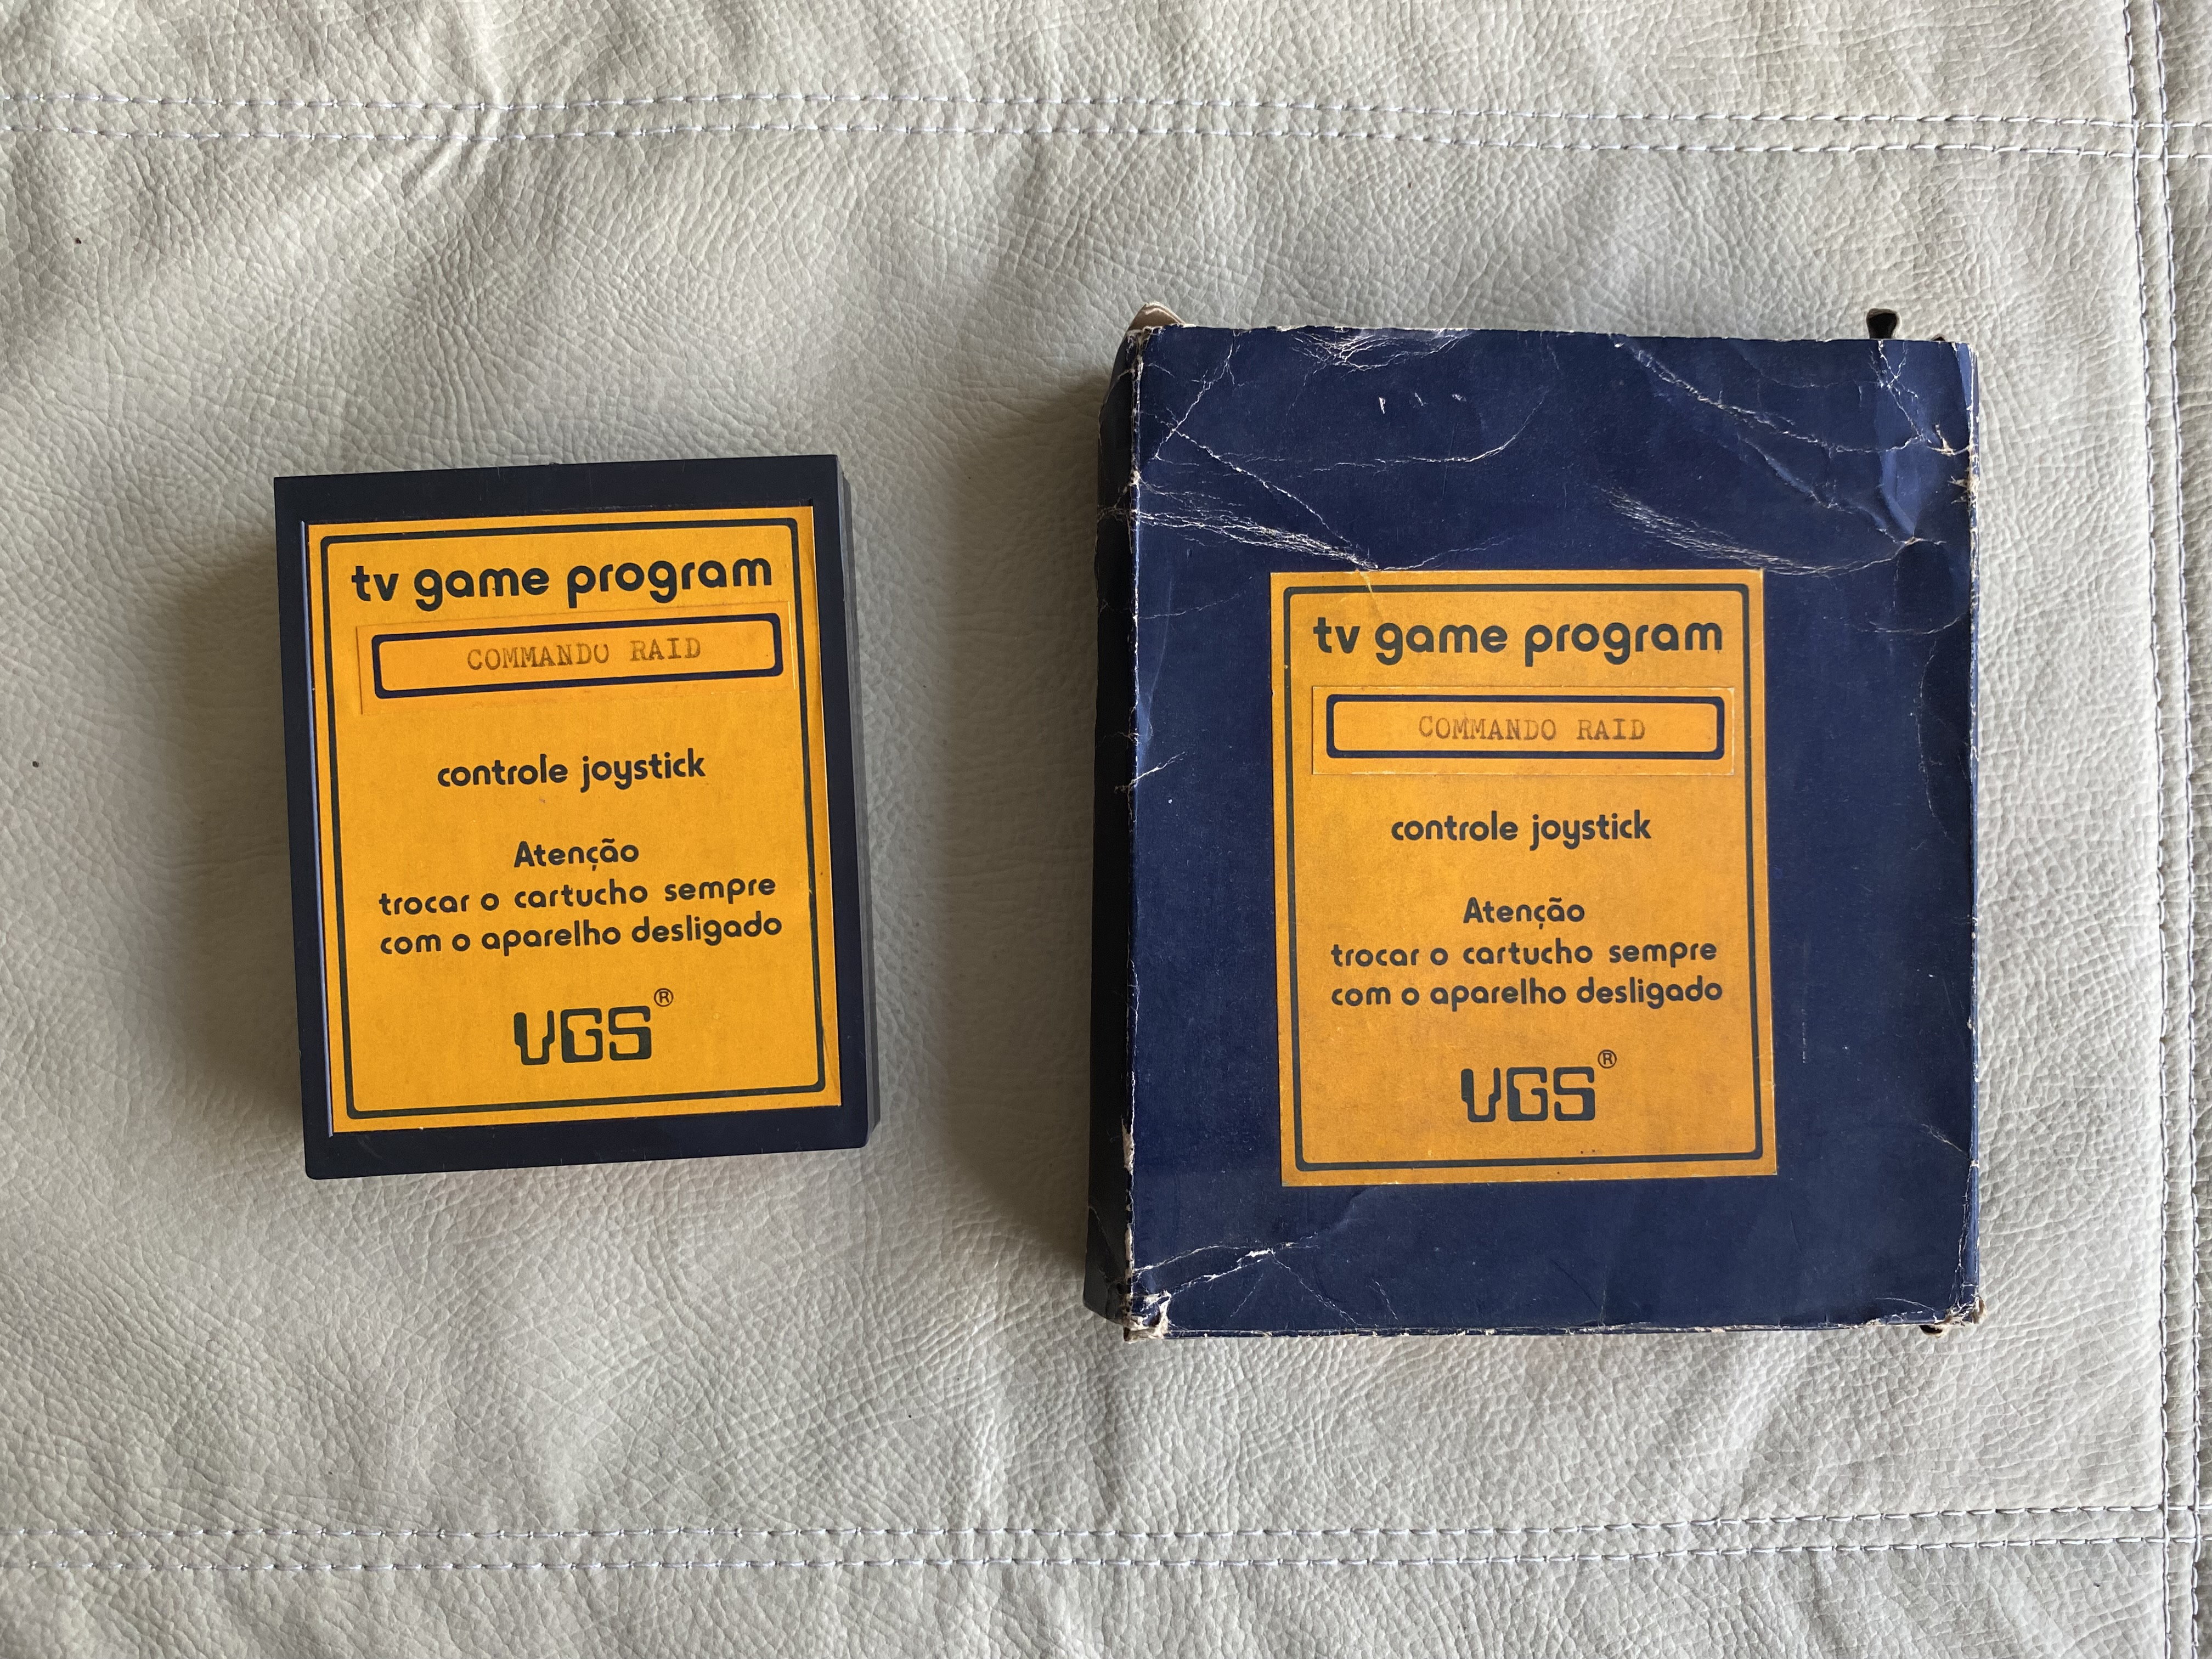 tv game program
COMMANDO RAID
controle joystick
Atenção
trocar o cartucho sempre
com o aparelho desligado
VGS®
tv game program
COMMANDO RAID
controle joystick
Atenção
trocar o cartucho sempre
com o aparelho desligado
VGS®